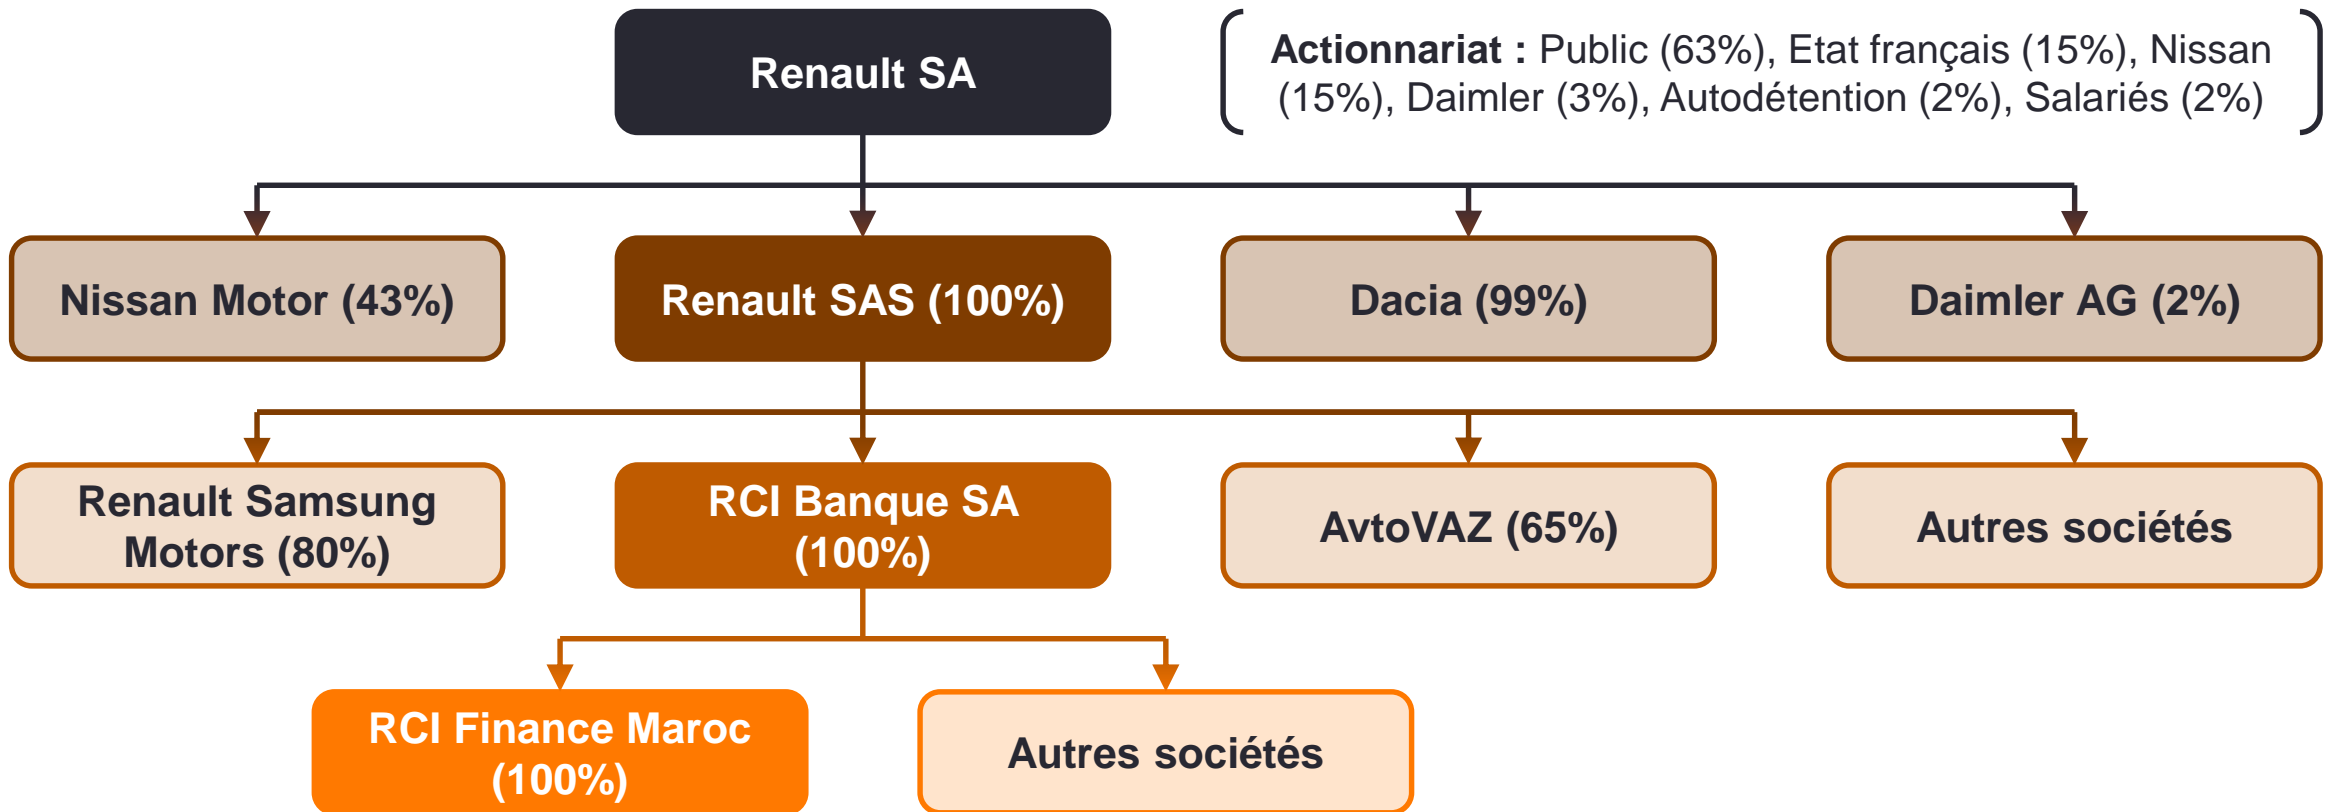 Renault SA
Actionnariat : Public (63%), Etat français (15%), Nissan
(15%), Daimler (3%), Autodétention (2%), Salariés (2%)
Nissan Motor (43%)
Renault SAS (100%)
Dacia (99%)
Daimler AG (2%)
Renault Samsung
Motors (80%)
RCI Banque SA
(100%)
AvtoVAZ (65%)
Autres sociétés
RCI Finance Maroc
(100%)
Autres sociétés